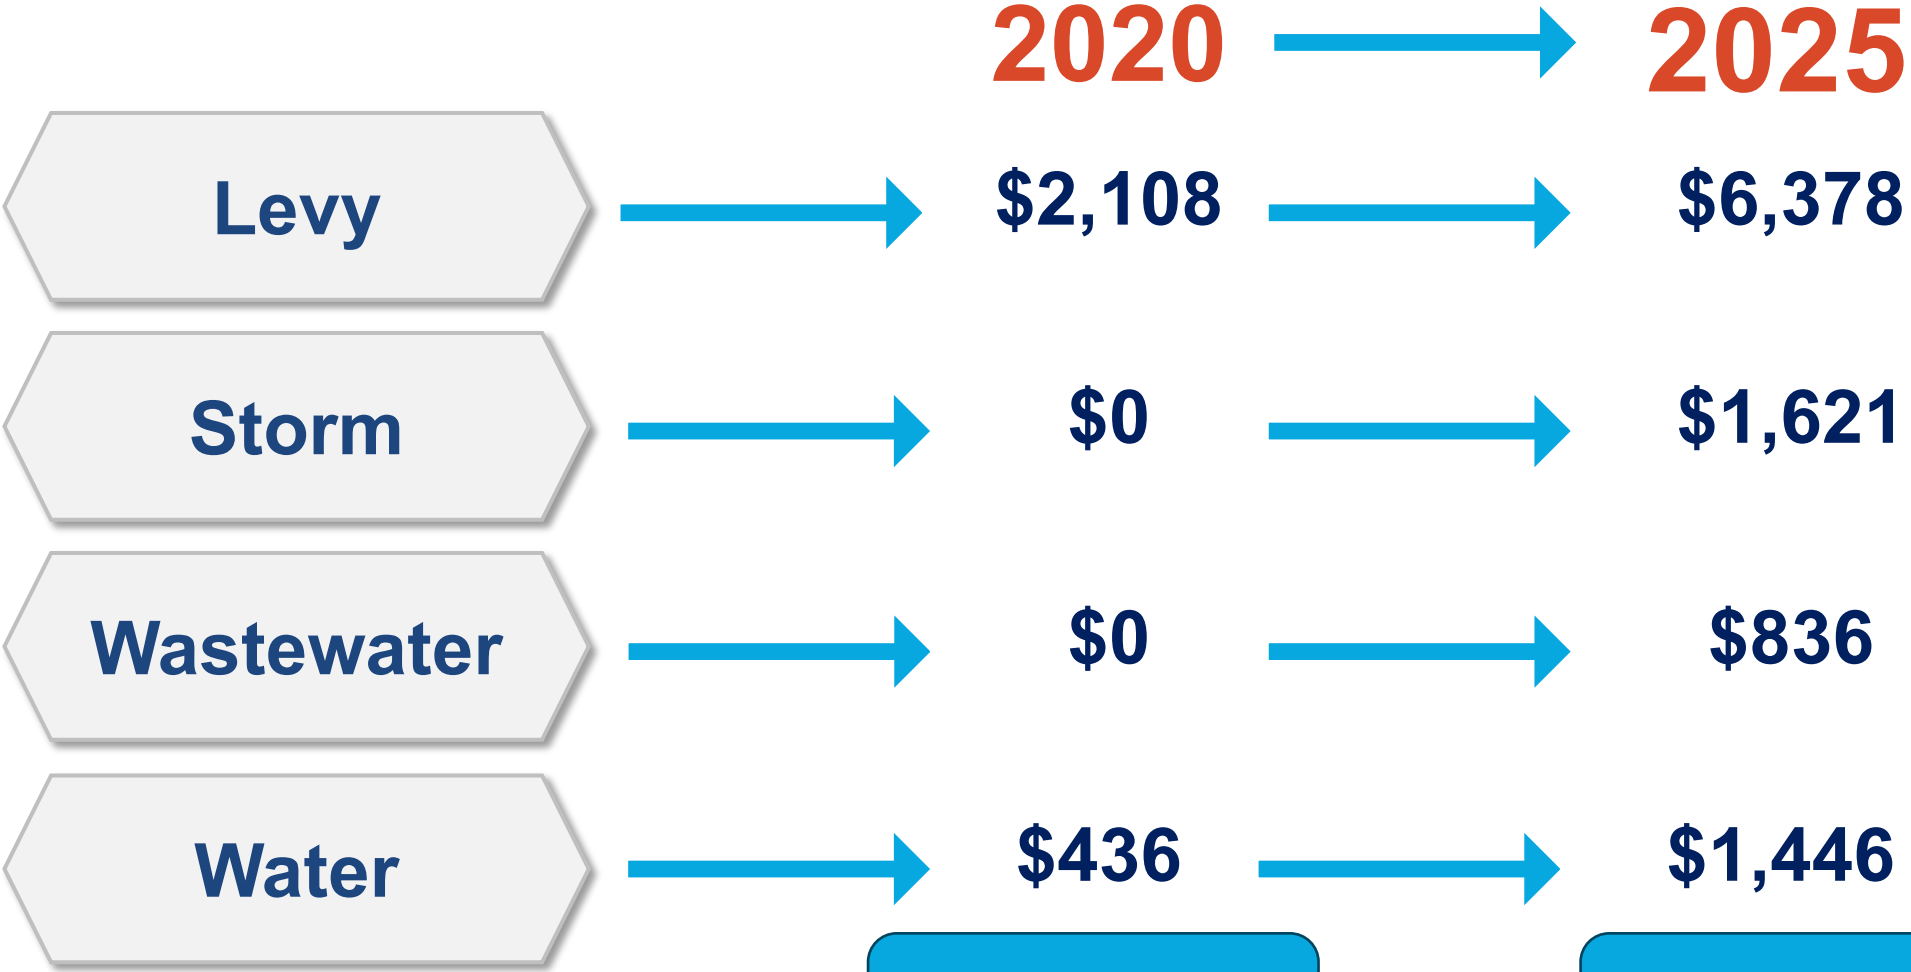 2020 2025
Levy $2,108 $6,378
Storm $0 $1,621
Wastewater $0 $836
Water $436 $1,446